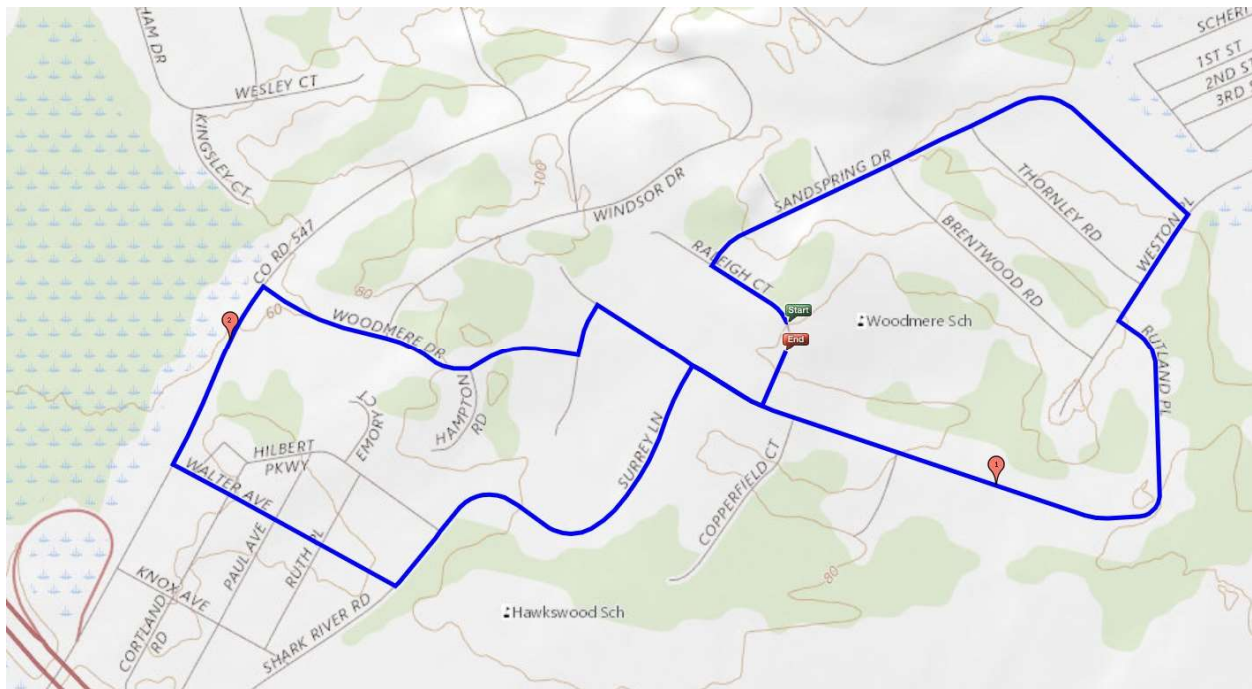 HAM DR
WESLEY CT
KINGSLEY CT
CO RD 547
WINDSOR DR
100
80
60
2
WOODMERE DR
HAMPTON
RD
EMORY
HILBERT
PKWY
WALTER AVE
PAUL AVE
RUTH PL
KNOX AVE
CORTLAND
RD
SHARK RIVER RD
SURREY LN
COPPERFIELD CT
Hawkswood Sch
80
1
RALEIGH CT
Start
End
Woodmere Sch
SANDSPRING DR
BRENTWOOD RD
THORNLEY RD
WESTON PL
RUTLAND PL
1ST ST
2ND ST
3RD